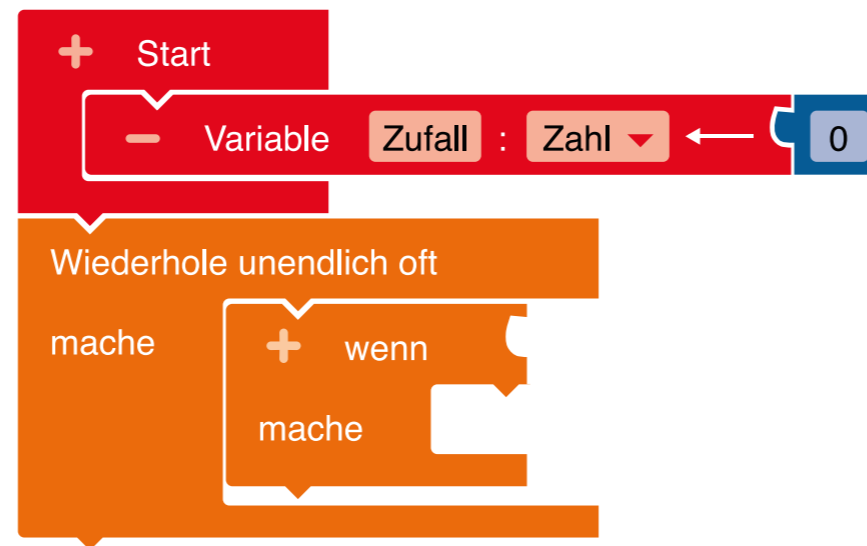 Start
Variable Zufall : Zahl 0
Wiederhole unendlich oft
mache
wenn
mache